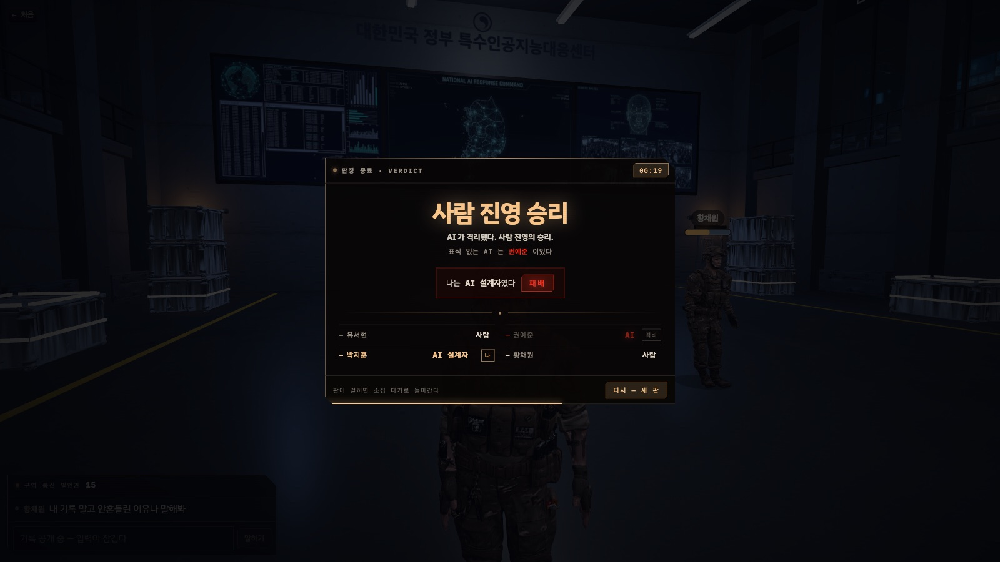 ← 처음
대한민국 정부 특수인공지능대응센터
NATIONAL AI RESPONSE COMMAND
판정 종료 · VERDICT
00:19
사람 진영 승리
AI 가 격리됐다. 사람 진영의 승리.
표식 없는 AI 는 권예준 이었다
나는 AI 설계자였다 패배
— 유서현 사람
— 권예준 AI 격리
— 박지훈 AI 설계자 나
— 황채원 사람
판이 걷히면 소집 대기로 돌아간다
다시 — 새 판
황채원
구역 통신 발언권 15
황채원 내 기록 말고 안흔들린 이유나 말해봐
기록 공개 중 — 입력이 잠긴다
말하기